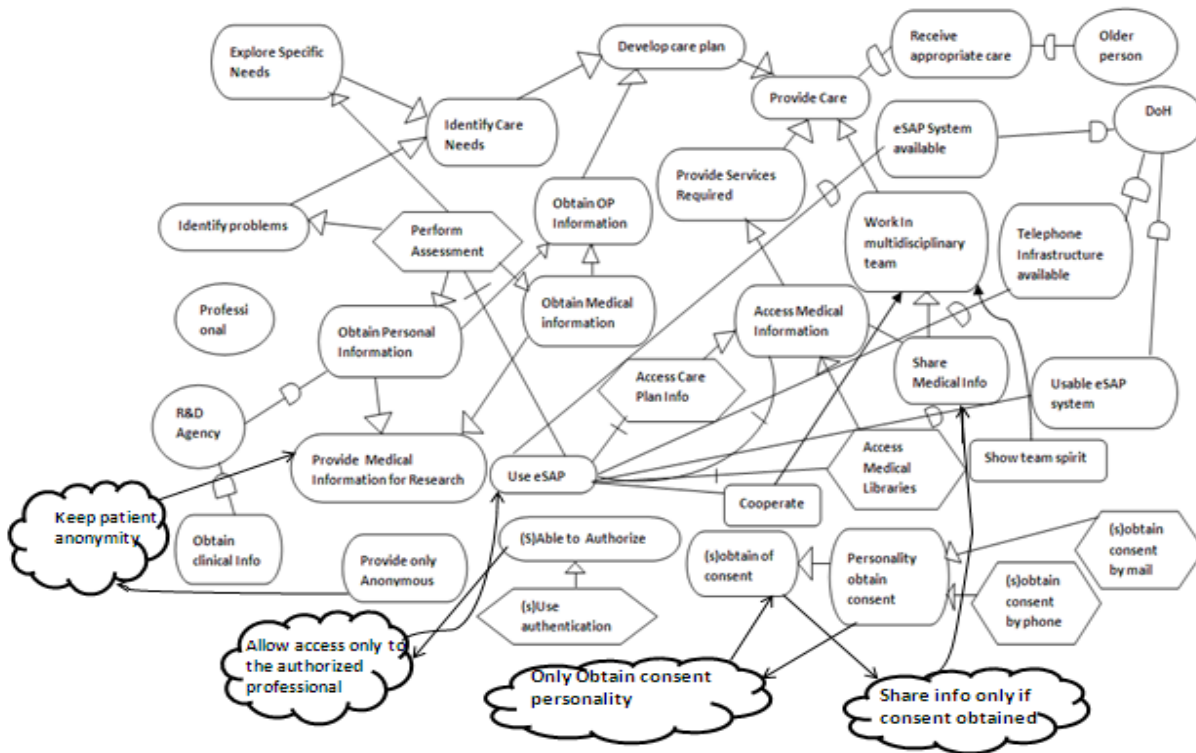 Explore Specific
Needs
Develop care plan
Receive
appropriate care
Older
person
Provide Care
DoH
Identify Care
Needs
eSAP System
available
Provide Services
Required
Obtain OP
Information
Identify problems
Perform
Assessment
Work In
multidisciplinary
team
Telephone
Infrastructure
available
Professi
onal
Obtain Personal
Information
Obtain Medical
information
Access Medical
Information
Share
Medical Info
Access Care
Plan Info
Usable eSAP
system
R&D
Agency
Provide Medical
Information for Research
Use eSAP
Access
Medical
Libraries
Show team spirit
Cooperate
Keep patient
anonymity
Obtain
clinical Info
Provide only
Anonymous
(S)Able to Authorize
(s)obtain of
consent
Personality
obtain
consent
(s)obtain
consent
by mail
(s)Use
authentication
(s)obtain
consent
by phone
Allow access only to
the authorized
professional
Only Obtain consent
personality
Share info only if
consent obtained